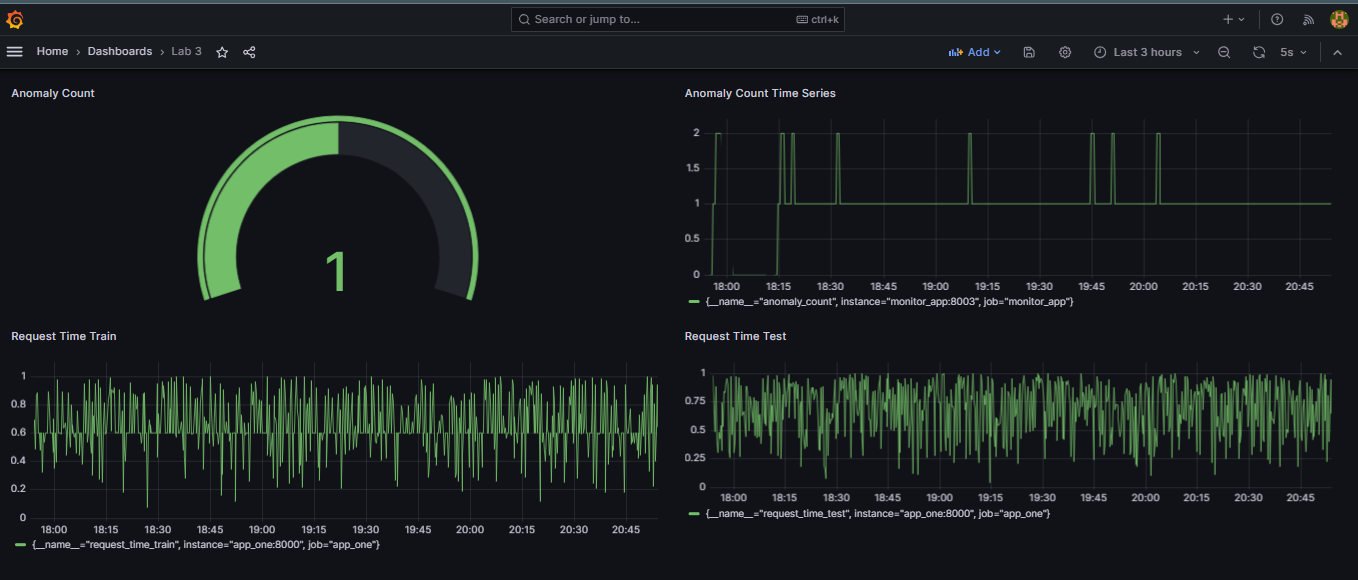 Search or jump to... ctrl+k
Home › Dashboards › Lab 3
Add Last 3 hours 5s
Anomaly Count
1
Anomaly Count Time Series
2
1.5
1
0.5
0
18:00 18:15 18:30 18:45 19:00 19:15 19:30 19:45 20:00 20:15 20:30 20:45
{__name__="anomaly_count", instance="monitor_app:8003", job="monitor_app"}
Request Time Train
1
0.8
0.6
0.4
0.2
0
18:00 18:15 18:30 18:45 19:00 19:15 19:30 19:45 20:00 20:15 20:30 20:45
{__name__="request_time_train", instance="app_one:8000", job="app_one"}
Request Time Test
1
0.75
0.5
0.25
0
18:00 18:15 18:30 18:45 19:00 19:15 19:30 19:45 20:00 20:15 20:30 20:45
{__name__="request_time_test", instance="app_one:8000", job="app_one"}